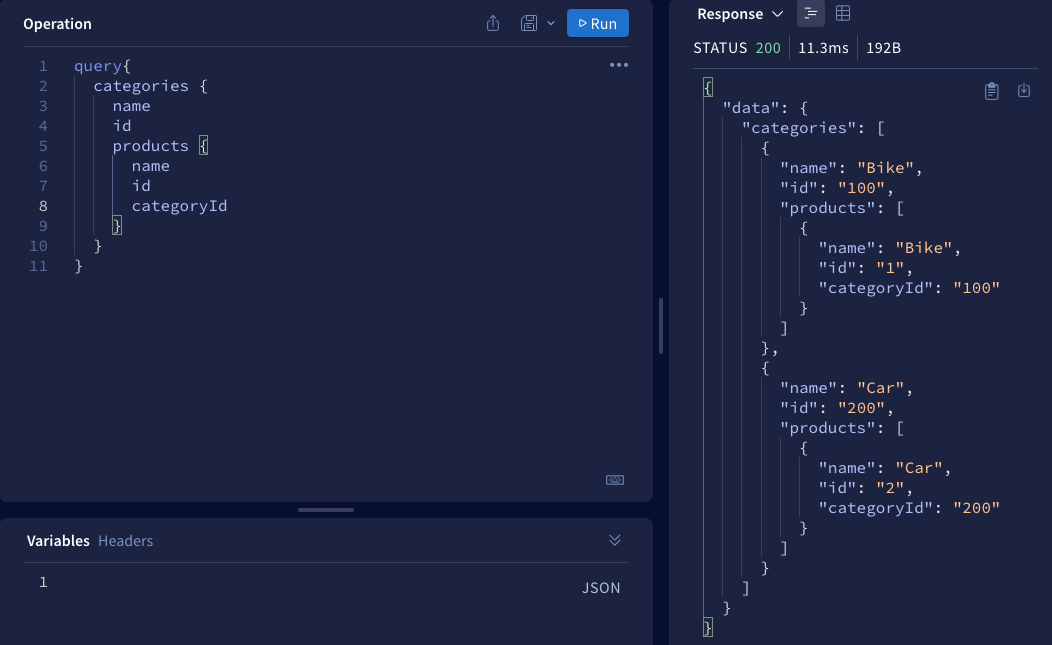 Operation
Run
1 query{
2 categories {
3 name
4 id
5 products {
6 name
7 id
8 categoryId
9 }
10 }
11 }
Variables Headers
1
JSON
Response
STATUS 200 11.3ms 192B
{
"data": {
"categories": [
{
"name": "Bike",
"id": "100",
"products": [
{
"name": "Bike",
"id": "1",
"categoryId": "100"
}
]
},
{
"name": "Car",
"id": "200",
"products": [
{
"name": "Car",
"id": "2",
"categoryId": "200"
}
]
}
]
}
}